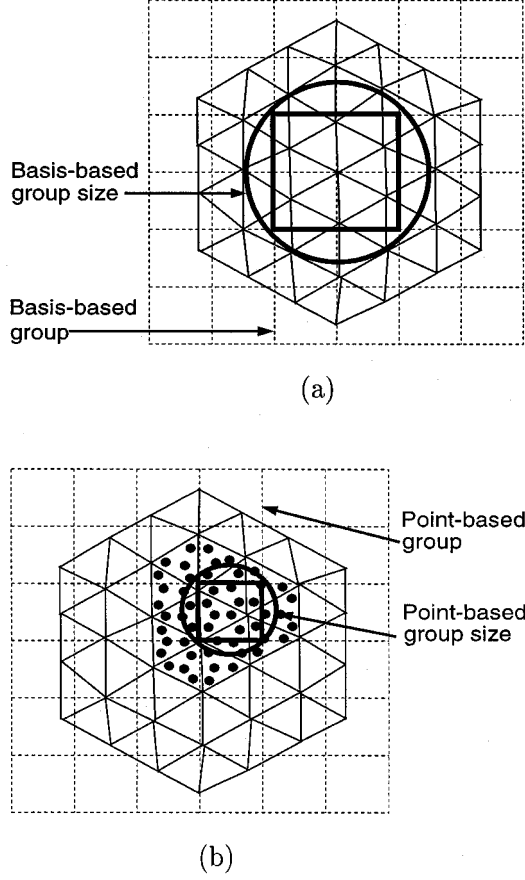 Basis-based
group size
Basis-based
group
(a)
Point-based
group
Point-based
group size
(b)